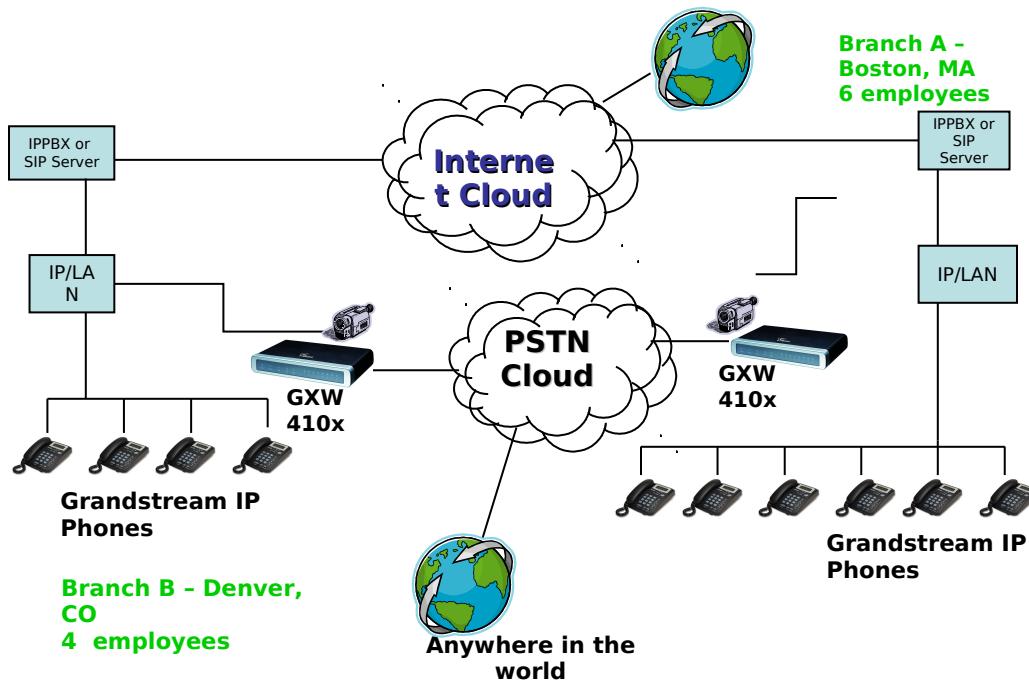 Branch A –
Boston, MA
6 employees
IPPBX or
SIP Server
IPPBX or
SIP
Server
Interne
t Cloud
IP/LA
N
IP/LAN
PSTN
Cloud
GXW
410x
GXW
410x
Grandstream IP
Phones
Grandstream IP
Phones
Branch B – Denver,
CO
4  employees
Anywhere in the
world